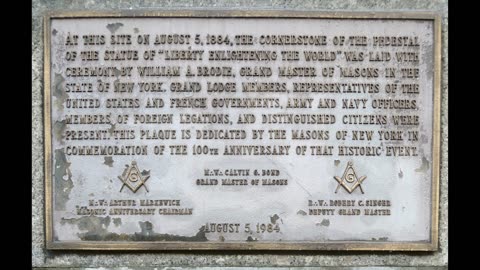 AT THIS SITE ON AUGUST 5, 1884, THE CORNERSTONE OF THE PEDESTAL
OF THE STATUE OF "LIBERTY ENLIGHTENING THE WORLD" WAS LAID WITH
CEREMONY BY WILLIAM A. BRODIE, GRAND MASTER OF MASONS IN THE
STATE OF NEW YORK. GRAND LODGE MEMBERS, REPRESENTATIVES OF THE
UNITED STATES AND FRENCH GOVERNMENTS, ARMY AND NAVY OFFICERS,
MEMBERS OF FOREIGN LEGATIONS, AND DISTINGUISHED CITIZENS WERE
PRESENT. THIS PLAQUE IS DEDICATED BY THE MASONS OF NEW YORK IN
COMMEMORATION OF THE 100TH ANNIVERSARY OF THAT HISTORIC EVENT.
M∴W∴ CALVIN G. BOND
GRAND MASTER OF MASONS
M∴W∴ ARTHUR MARKEWICH
MASONIC ANNIVERSARY CHAIRMAN
R∴W∴ ROBERT C. SINGER
DEPUTY GRAND MASTER
AUGUST 5, 1984